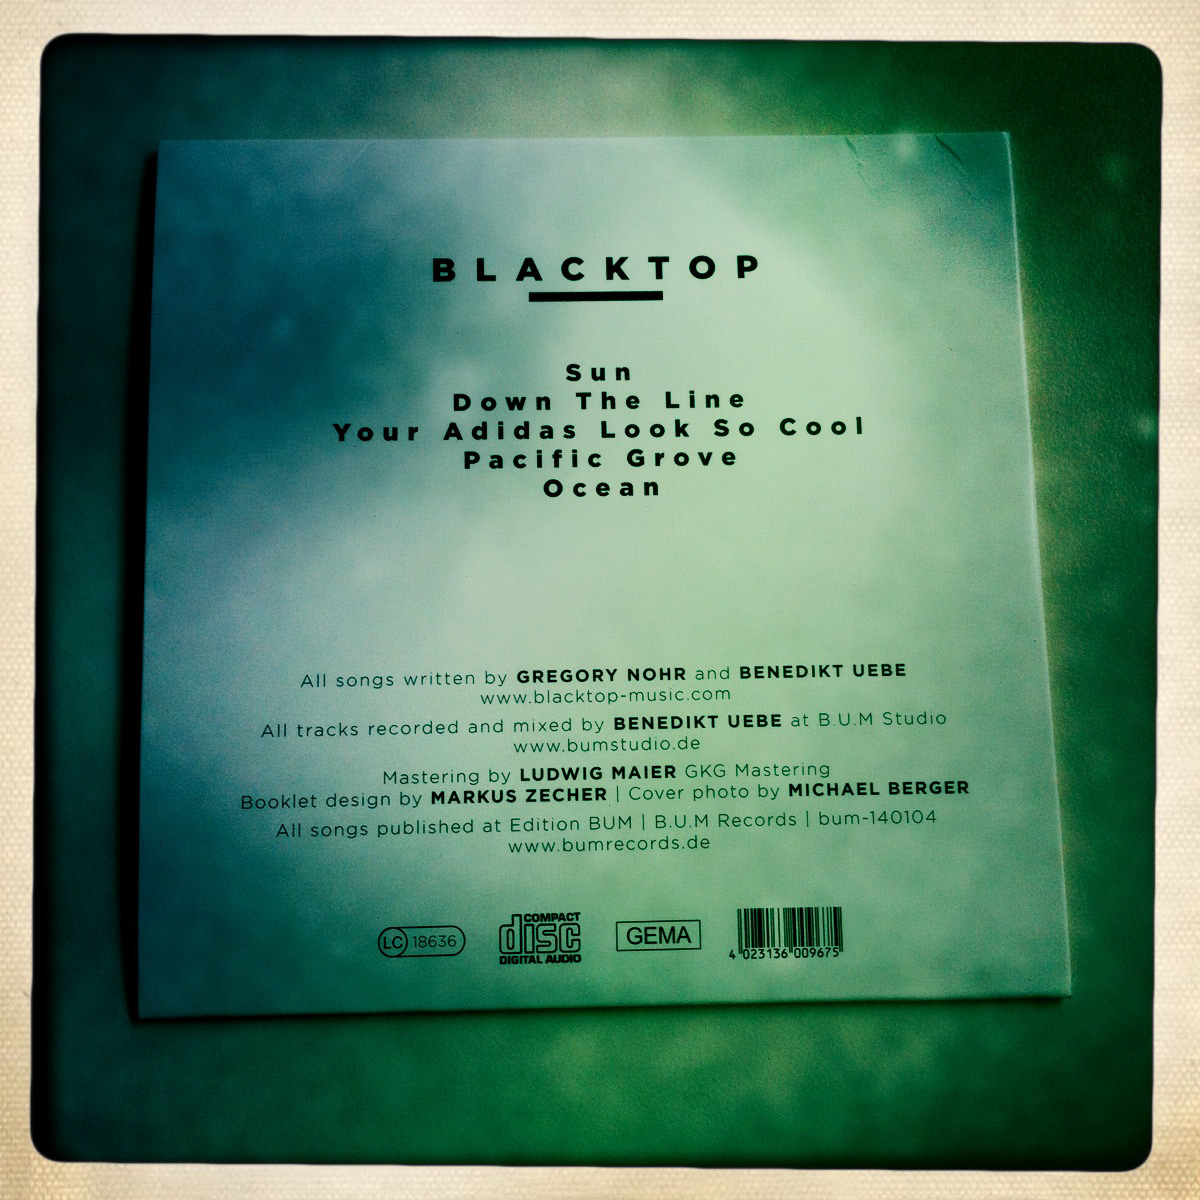 BLACKTOP
Sun
Down The Line
Your Adidas Look So Cool
Pacific Grove
Ocean
All songs written by GREGORY NOHR and BENEDIKT UEBE
www.blacktop-music.com
All tracks recorded and mixed by BENEDIKT UEBE at B.U.M Studio
www.bumstudio.de
Mastering by LUDWIG MAIER GKG Mastering
Booklet design by MARKUS ZECHER | Cover photo by MICHAEL BERGER
All songs published at Edition BUM | B.U.M Records | bum-140104
www.bumrecords.de
LC 18636
COMPACT
disc
DIGITAL AUDIO
GEMA
4 023136 009675